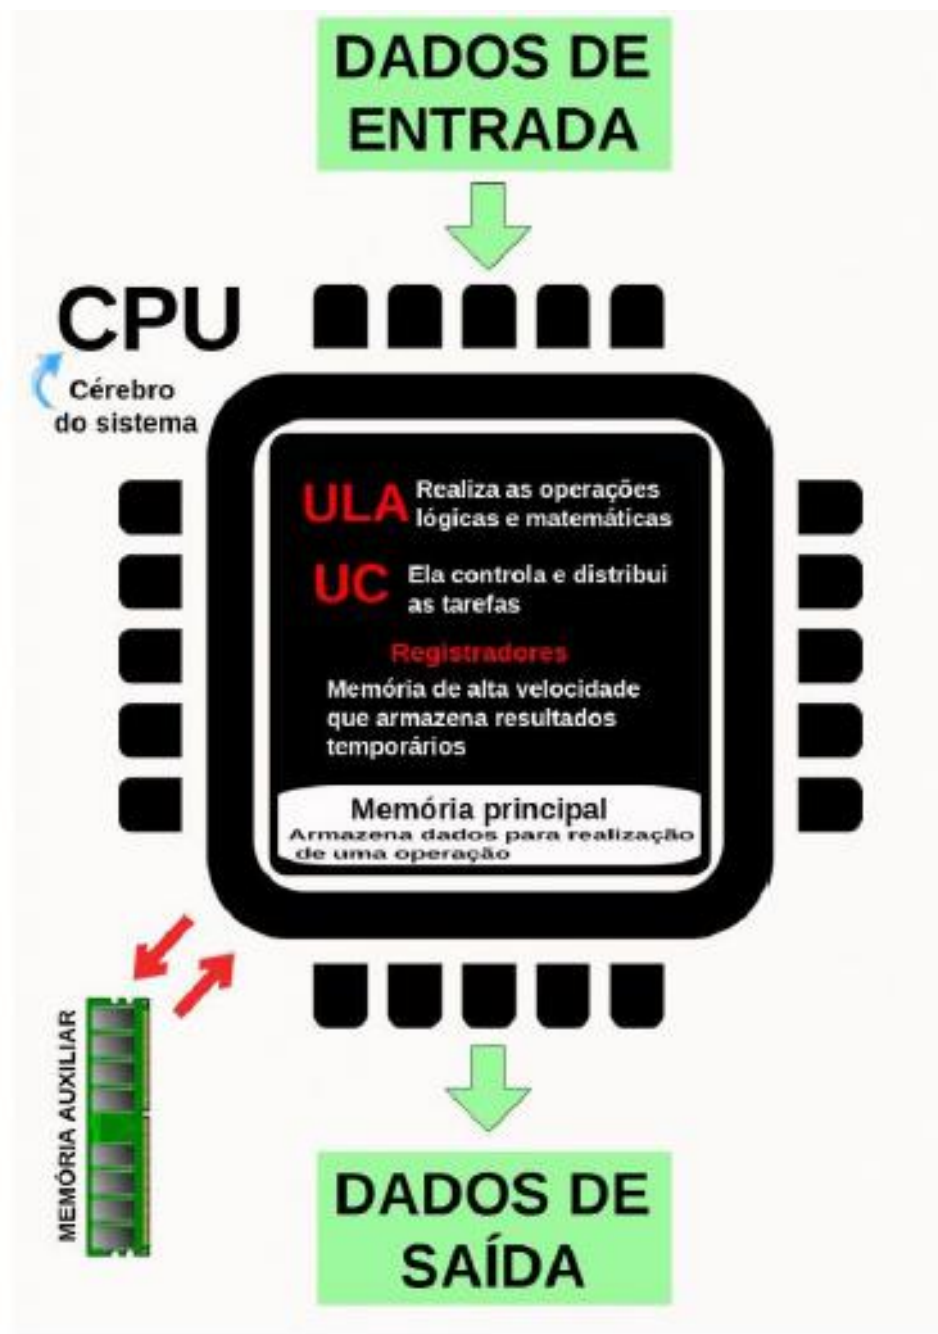 DADOS DE
ENTRADA
CPU
Cérebro
do sistema
ULA Realiza as operações
lógicas e matemáticas
UC Ela controla e distribui
as tarefas
Registradores
Memória de alta velocidade
que armazena resultados
temporários
Memória principal
Armazena dados para realização
de uma operação
MEMÓRIA AUXILIAR
DADOS DE
SAÍDA